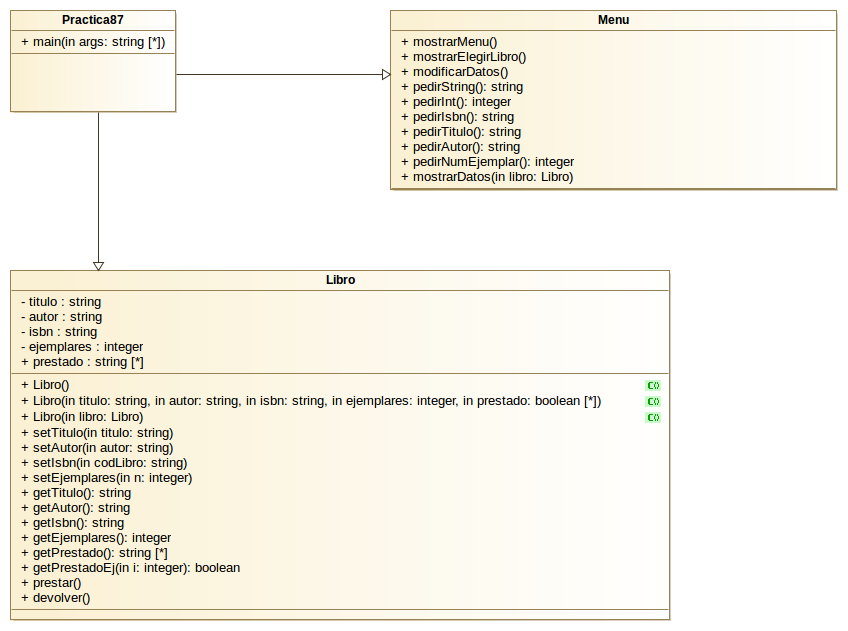 Practica87
+ main(in args: string [*])
Menu
+ mostrarMenu()
+ mostrarElegirLibro()
+ modificarDatos()
+ pedirString(): string
+ pedirInt(): integer
+ pedirIsbn(): string
+ pedirTitulo(): string
+ pedirAutor(): string
+ pedirNumEjemplar(): integer
+ mostrarDatos(in libro: Libro)
Libro
- titulo : string
- autor : string
- isbn : string
- ejemplares : integer
+ prestado : string [*]
+ Libro()
+ Libro(in titulo: string, in autor: string, in isbn: string, in ejemplares: integer, in prestado: boolean [*])
+ Libro(in libro: Libro)
+ setTitulo(in titulo: string)
+ setAutor(in autor: string)
+ setIsbn(in codLibro: string)
+ setEjemplares(in n: integer)
+ getTitulo(): string
+ getAutor(): string
+ getIsbn(): string
+ getEjemplares(): integer
+ getPrestado(): string [*]
+ getPrestadoEj(in i: integer): boolean
+ prestar()
+ devolver()